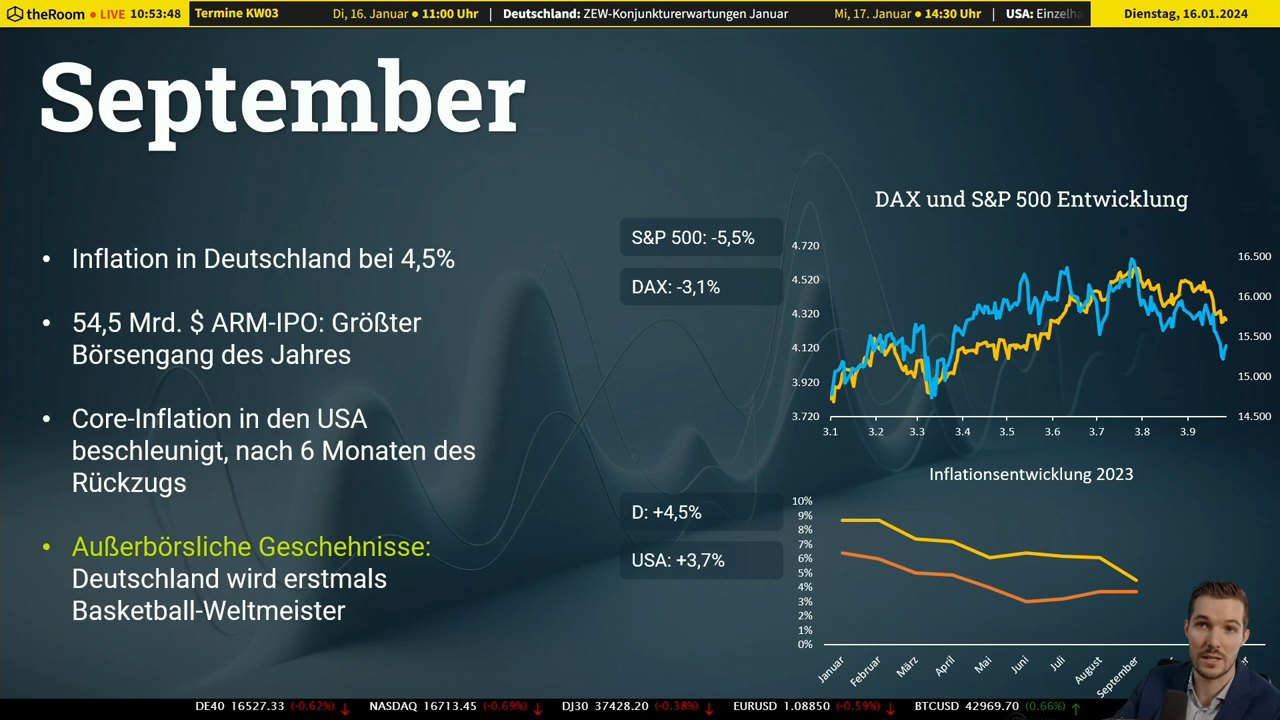 theRoom • LIVE 10:53:48
Termine KW03
Di, 16. Januar ● 11:00 Uhr | Deutschland: ZEW-Konjunkturerwartungen Januar
Mi, 17. Januar ● 14:30 Uhr | USA: Einzelha
Dienstag, 16.01.2024
September
• Inflation in Deutschland bei 4,5%
• 54,5 Mrd. $ ARM-IPO: Größter
Börsengang des Jahres
• Core-Inflation in den USA
beschleunigt, nach 6 Monaten des
Rückzugs
• Außerbörsliche Geschehnisse:
Deutschland wird erstmals
Basketball-Weltmeister
S&P 500: -5,5%
DAX: -3,1%
DAX und S&P 500 Entwicklung
4.720
4.520
4.320
4.120
3.920
3.720
16.500
16.000
15.500
15.000
14.500
3.1 3.2 3.3 3.4 3.5 3.6 3.7 3.8 3.9
D: +4,5%
USA: +3,7%
Inflationsentwicklung 2023
10%
9%
8%
7%
6%
5%
4%
3%
2%
1%
0%
Januar Februar März April Mai Juni Juli August September
DE40 16527.33 (-0.62%) ↓ NASDAQ 16713.45 (-0.69%) ↓ DJ30 37428.20 (-0.38%) ↓ EURUSD 1.08850 (-0.59%) ↓ BTCUSD 42969.70 (0.66%) ↑